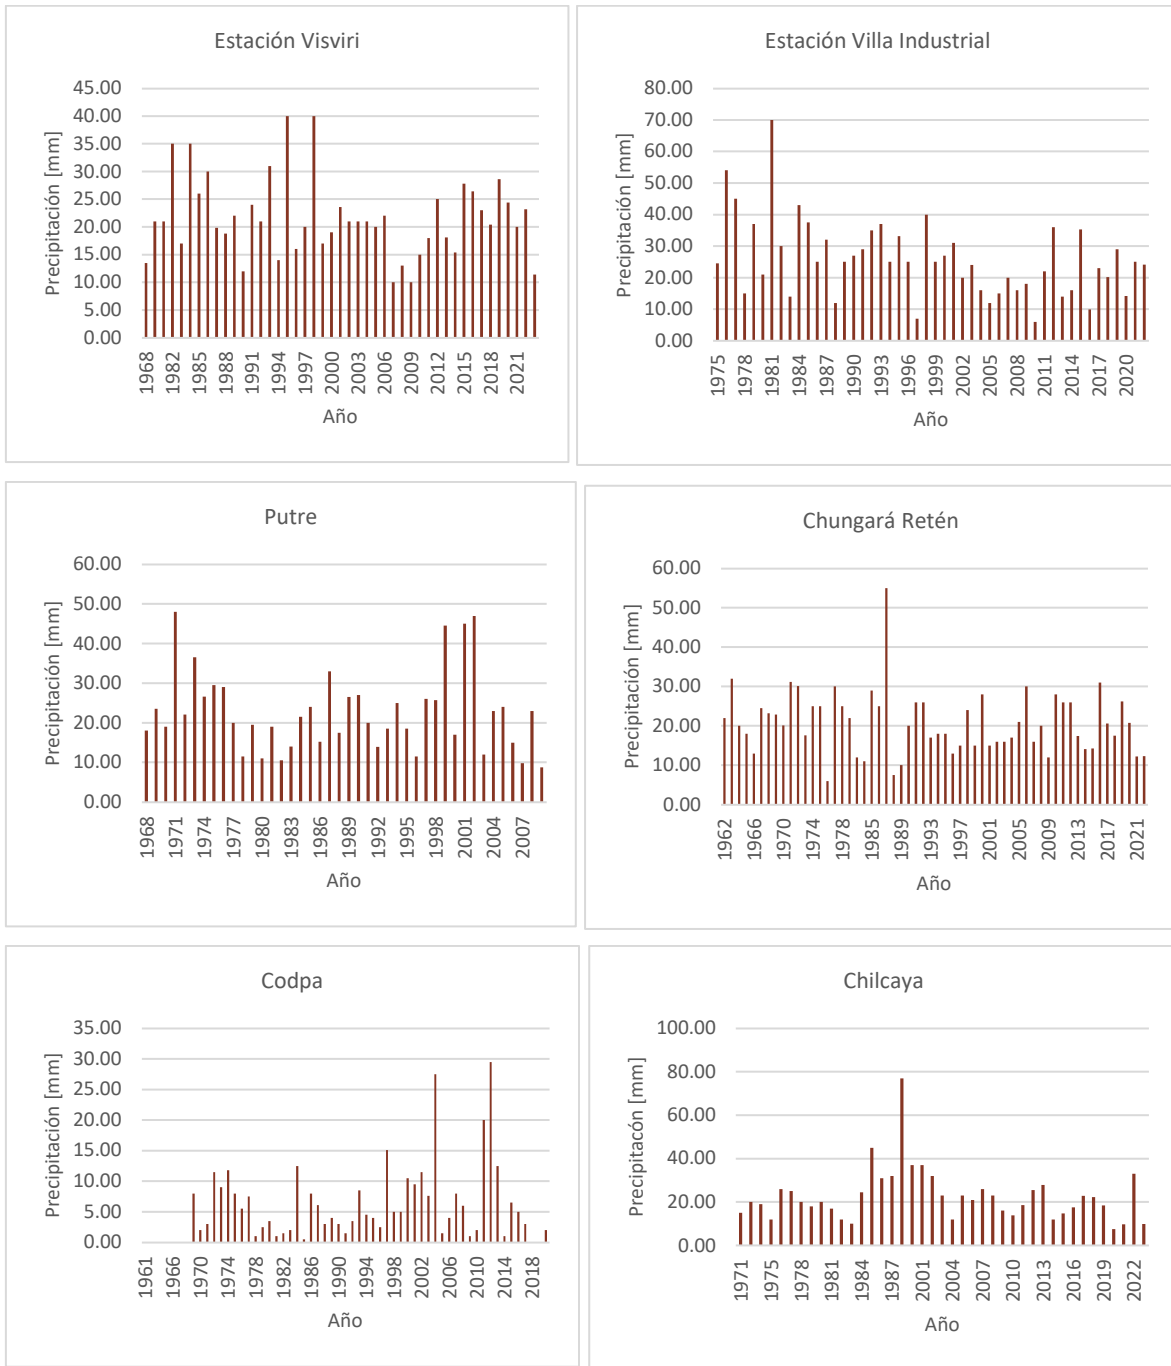 Estación Visviri
Precipitación [mm]
45.00
40.00
35.00
30.00
25.00
20.00
15.00
10.00
5.00
0.00
1968 1982 1985 1988 1991 1994 1997 2000 2003 2006 2009 2012 2015 2018 2021
Año
Estación Villa Industrial
Precipitación [mm]
80.00
70.00
60.00
50.00
40.00
30.00
20.00
10.00
0.00
1975 1978 1981 1984 1987 1990 1993 1996 1999 2002 2005 2008 2011 2014 2017 2020
Año
Putre
Precipitación [mm]
60.00
50.00
40.00
30.00
20.00
10.00
0.00
1968 1971 1974 1977 1980 1983 1986 1989 1992 1995 1998 2001 2004 2007
Año
Chungará Retén
Precipitación [mm]
60.00
50.00
40.00
30.00
20.00
10.00
0.00
1962 1966 1970 1974 1978 1985 1989 1993 1997 2001 2005 2009 2013 2017 2021
Año
Codpa
Precipitación [mm]
35.00
30.00
25.00
20.00
15.00
10.00
5.00
0.00
1961 1966 1970 1974 1978 1982 1986 1990 1994 1998 2002 2006 2010 2014 2018
Año
Chilcaya
Precipitacón [mm]
100.00
80.00
60.00
40.00
20.00
0.00
1971 1975 1978 1981 1984 1987 1998 2001 2004 2007 2010 2013 2016 2019 2022
Año